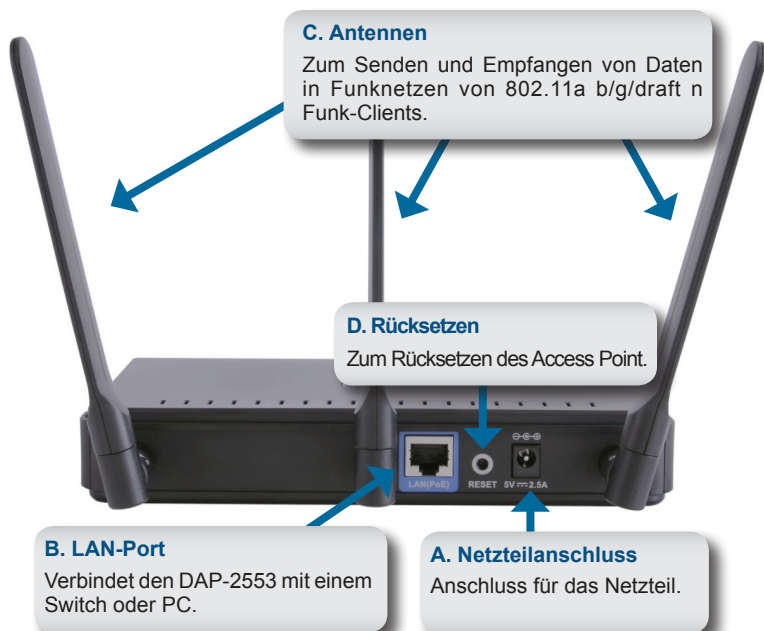 C. Antennen
Zum Senden und Empfangen von Daten
in Funknetzen von 802.11a b/g/draft n
Funk-Clients.
D. Rücksetzen
Zum Rücksetzen des Access Point.
LAN(PoE)
RESET
5V⎓2.5A
B. LAN-Port
Verbindet den DAP-2553 mit einem
Switch oder PC.
A. Netzteilanschluss
Anschluss für das Netzteil.